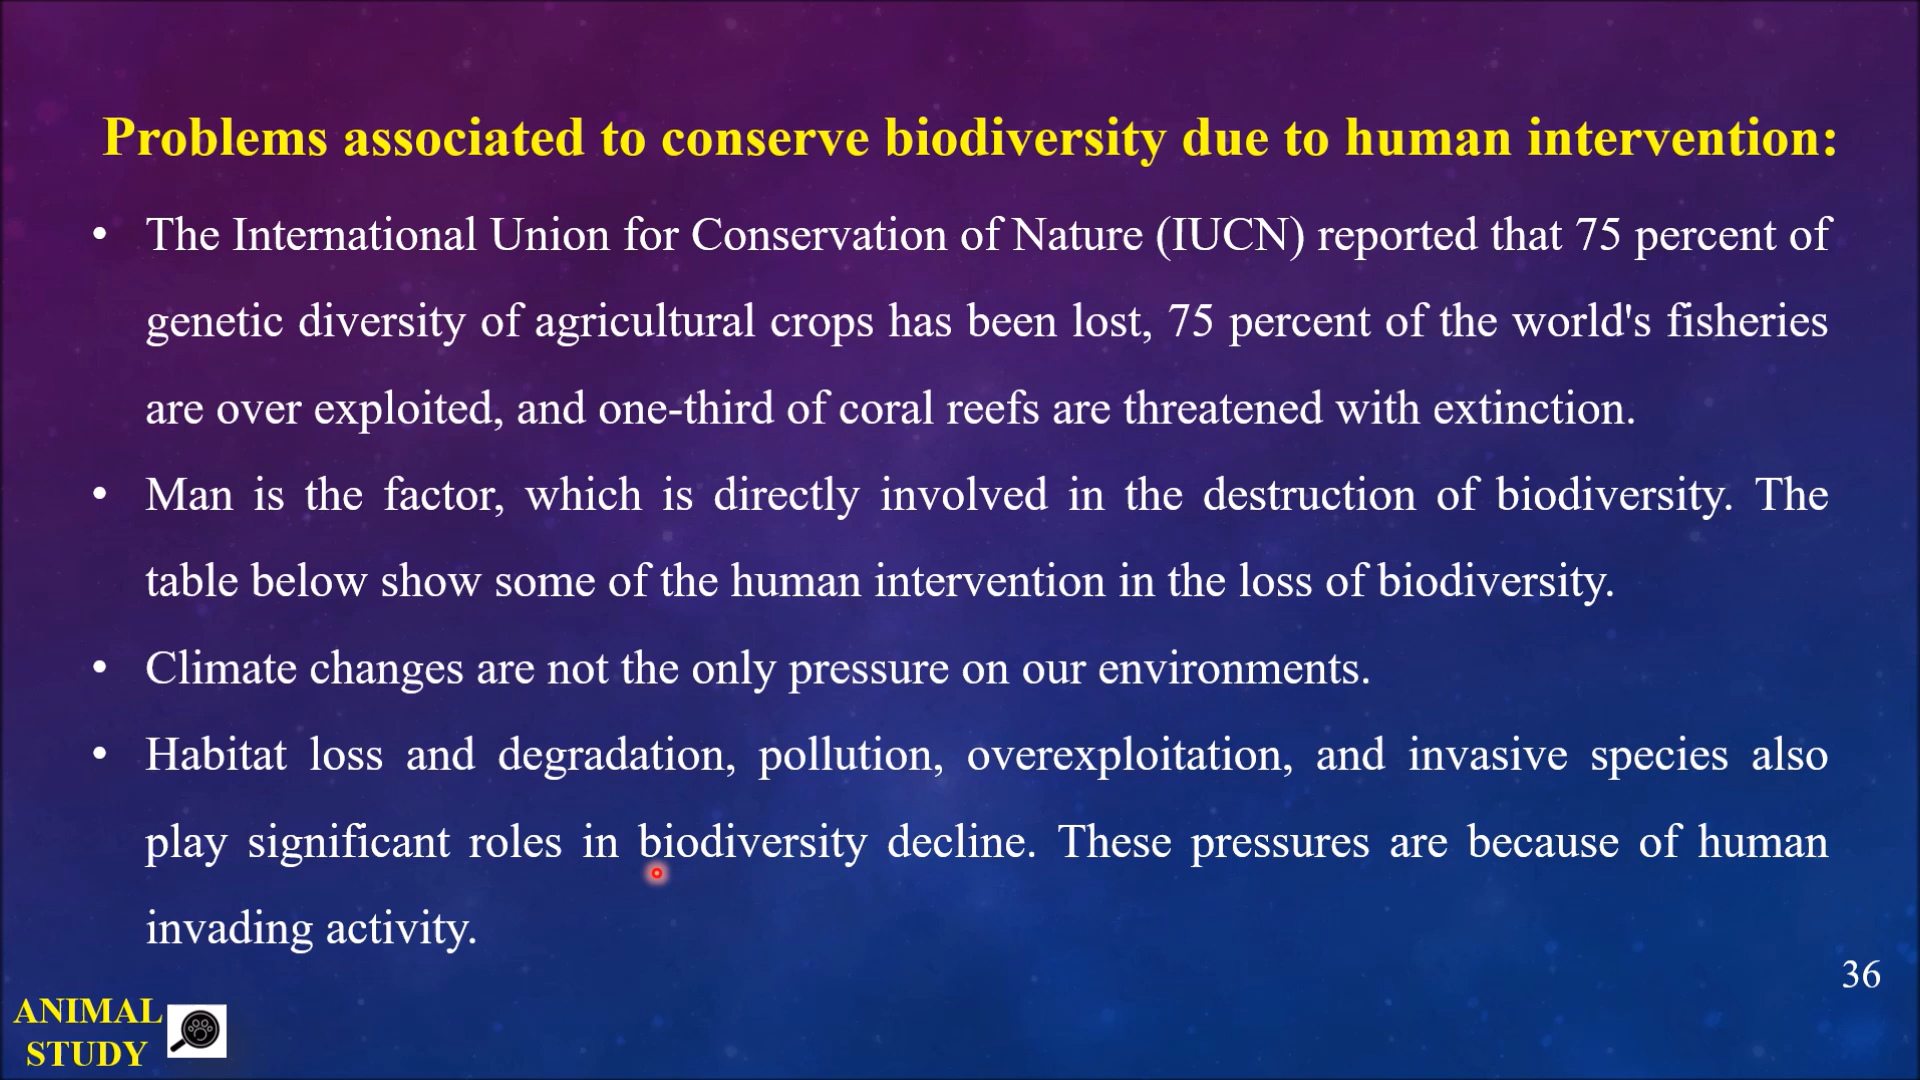 Problems associated to conserve biodiversity due to human intervention:
• The International Union for Conservation of Nature (IUCN) reported that 75 percent of
genetic diversity of agricultural crops has been lost, 75 percent of the world's fisheries
are over exploited, and one-third of coral reefs are threatened with extinction.
• Man is the factor, which is directly involved in the destruction of biodiversity. The
table below show some of the human intervention in the loss of biodiversity.
• Climate changes are not the only pressure on our environments.
• Habitat loss and degradation, pollution, overexploitation, and invasive species also
play significant roles in biodiversity decline. These pressures are because of human
invading activity.
36
ANIMAL
STUDY